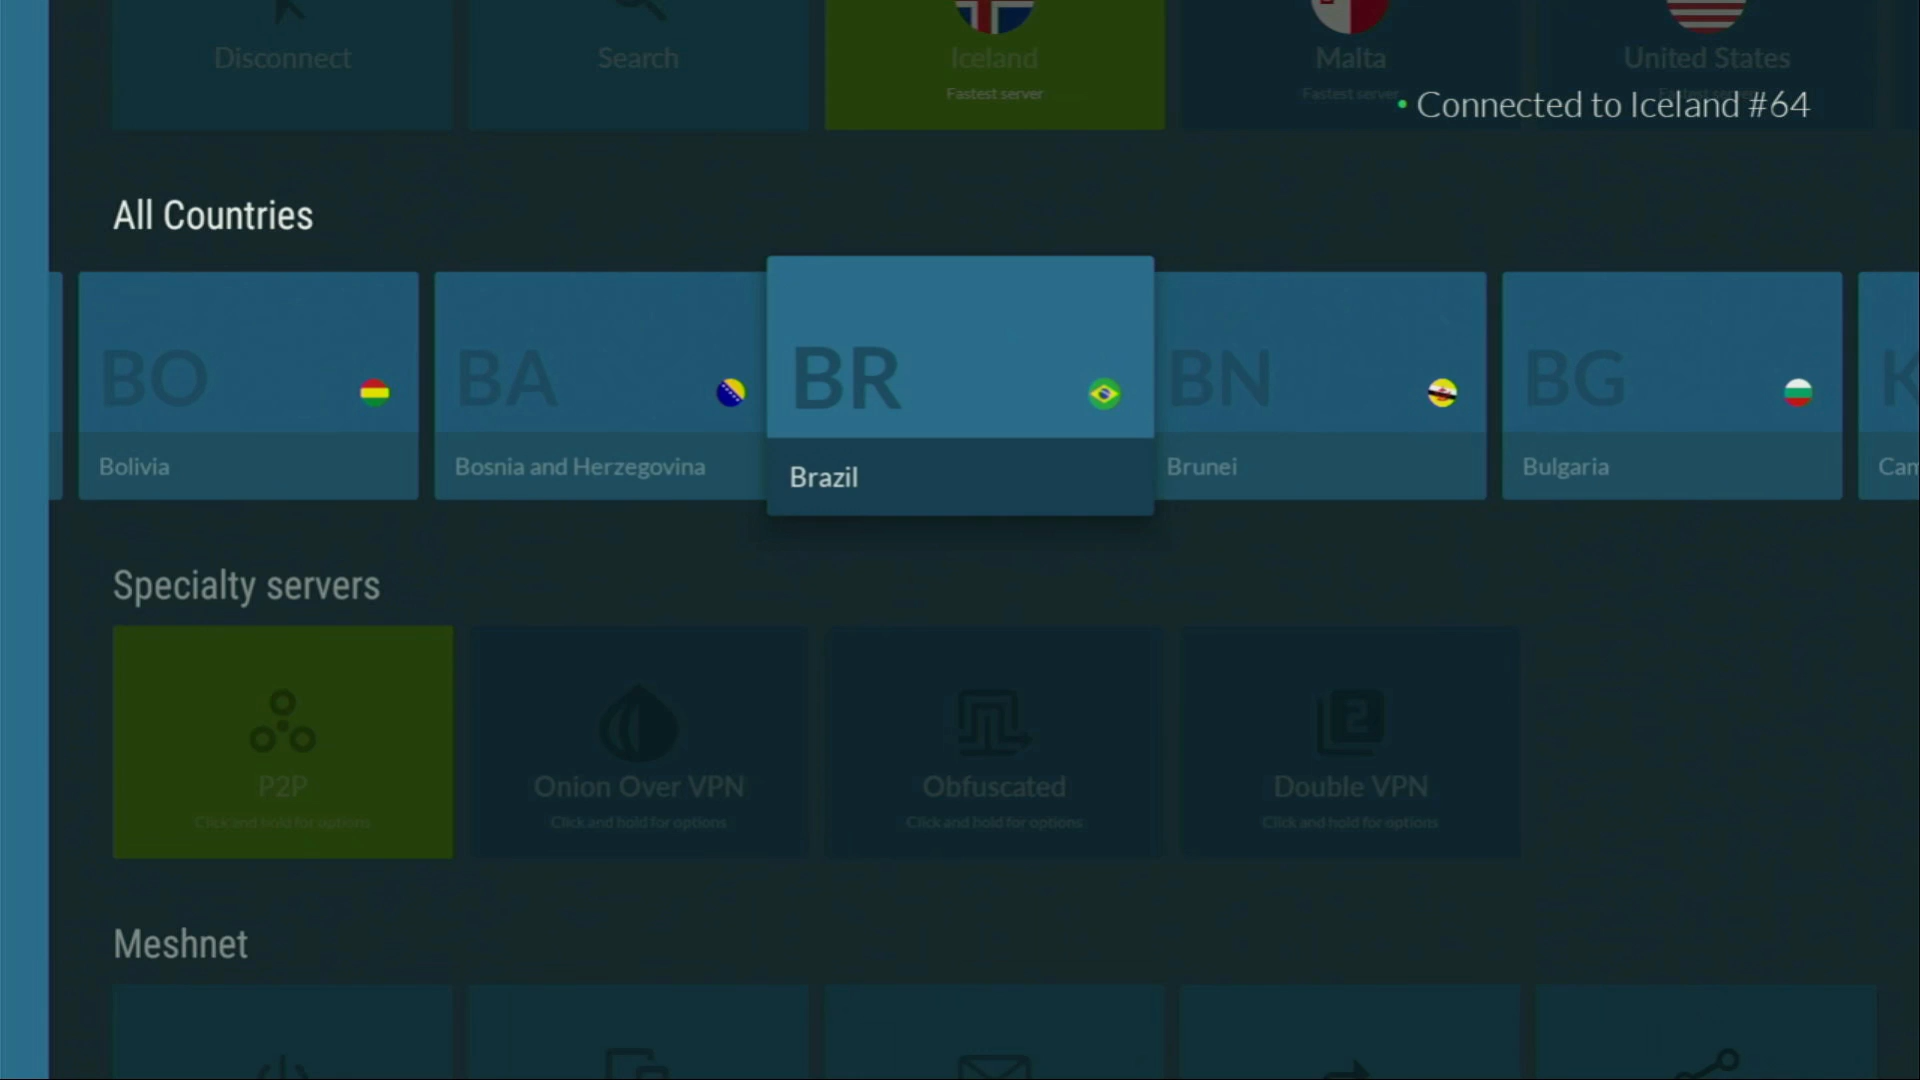 Disconnect
Search
Iceland
Fastest server
Malta
Fastest server
United States
Connected to Iceland #64
All Countries
BO
Bolivia
BA
Bosnia and Herzegovina
BR
Brazil
BN
Brunei
BG
Bulgaria
K
Cam
Specialty servers
P2P
Click and hold for options
Onion Over VPN
Click and hold for options
Obfuscated
Click and hold for options
2
Double VPN
Click and hold for options
Meshnet